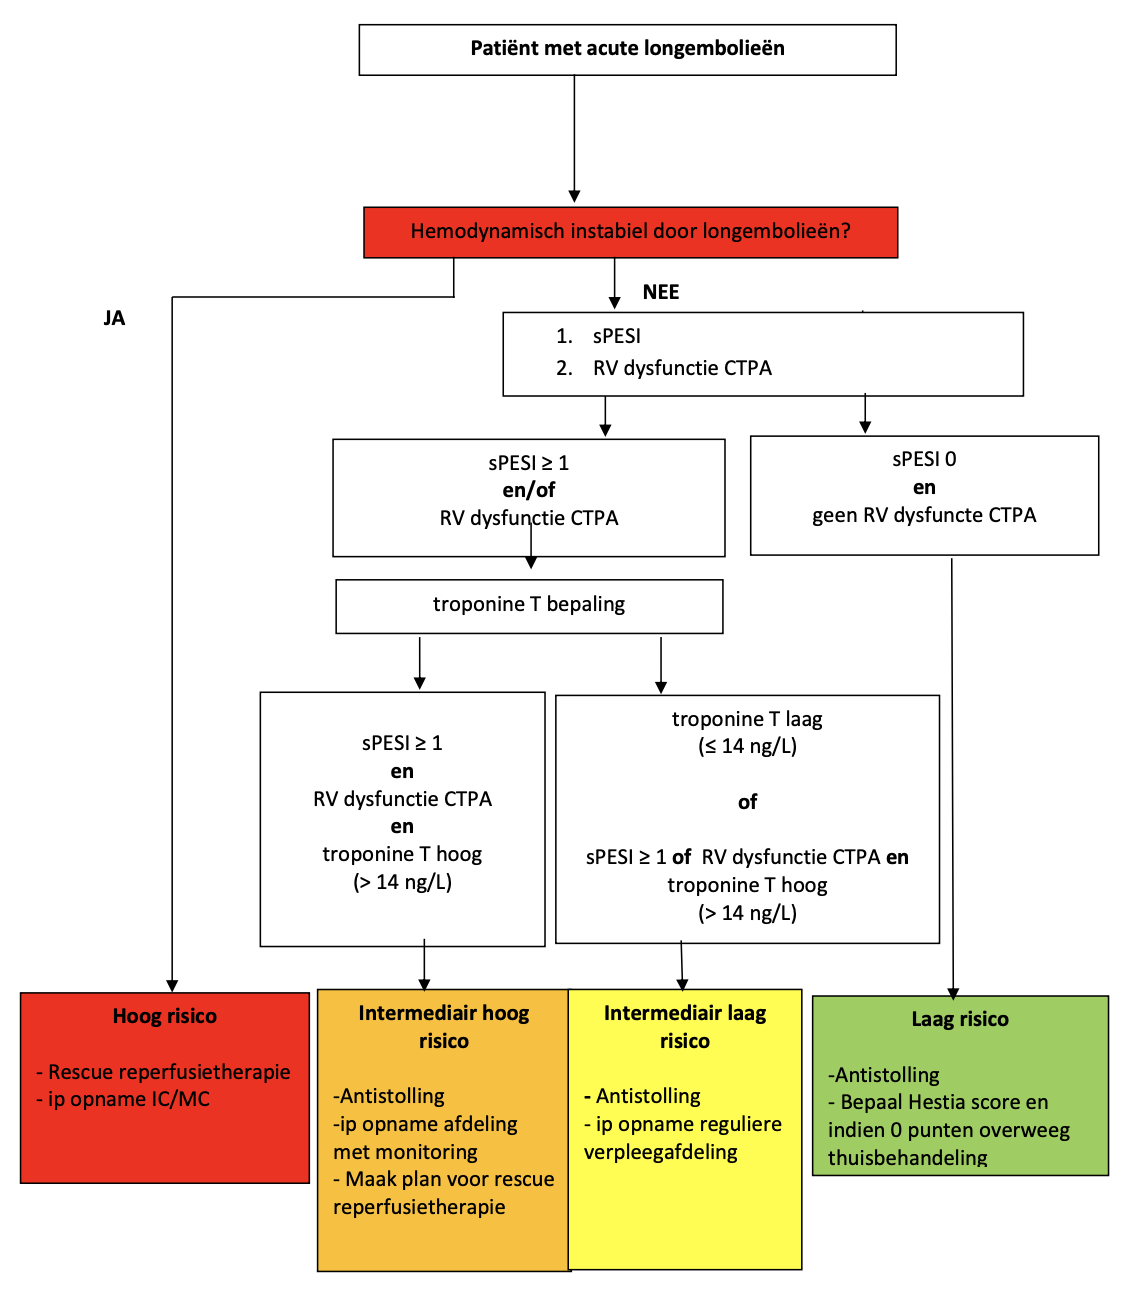 Patiënt met acute longembolieën
Hemodynamisch instabiel door longembolieën?
JA
NEE
1. sPESI
2. RV dysfunctie CTPA
sPESI ≥ 1
en/of
RV dysfunctie CTPA
sPESI 0
en
geen RV dysfuncte CTPA
troponine T bepaling
sPESI ≥ 1
en
RV dysfunctie CTPA
en
troponine T hoog
(> 14 ng/L)
troponine T laag
(≤ 14 ng/L)
of
sPESI ≥ 1 of RV dysfunctie CTPA en
troponine T hoog
(> 14 ng/L)
Hoog risico
- Rescue reperfusietherapie
- ip opname IC/MC
Intermediair hoog
risico
-Antistolling
-ip opname afdeling
met monitoring
- Maak plan voor rescue
reperfusietherapie
Intermediair laag
risico
- Antistolling
- ip opname reguliere
verpleegafdeling
Laag risico
-Antistolling
- Bepaal Hestia score en
indien 0 punten overweeg
thuisbehandeling